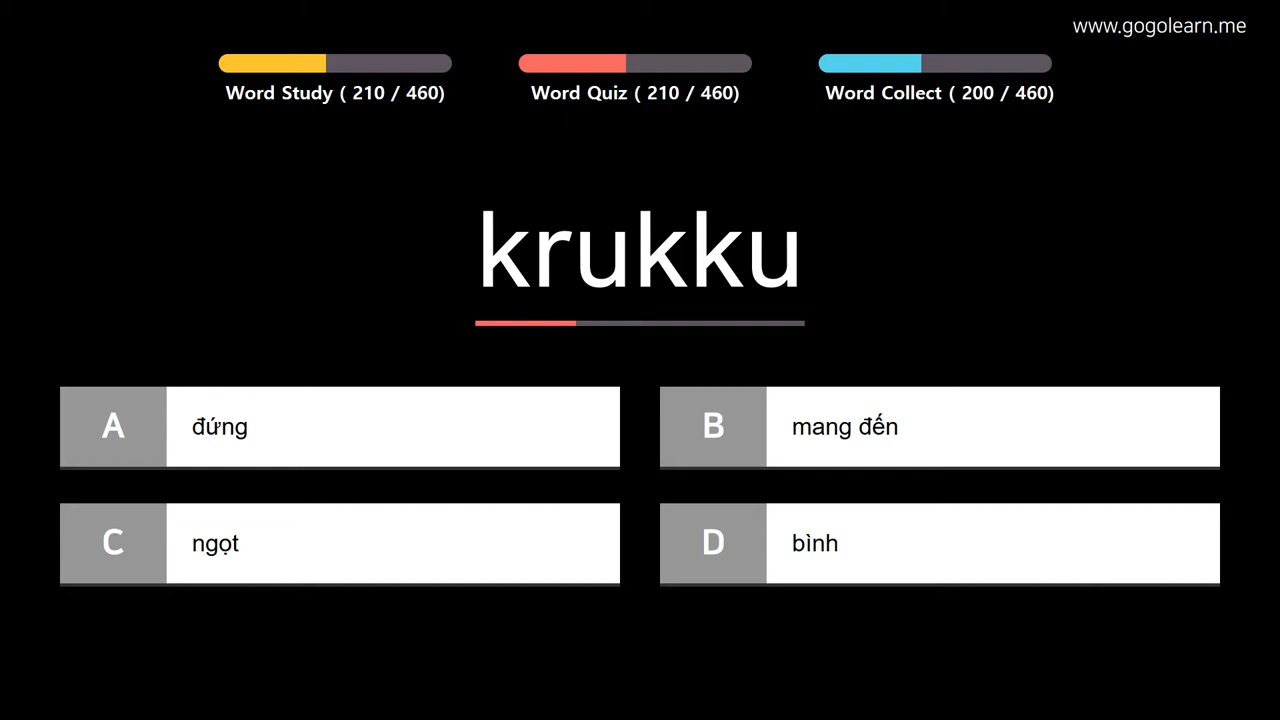 www.gogolearn.me
Word Study ( 210 / 460)
Word Quiz ( 210 / 460)
Word Collect ( 200 / 460)
krukku
A đứng
B mang đến
C ngọt
D bình